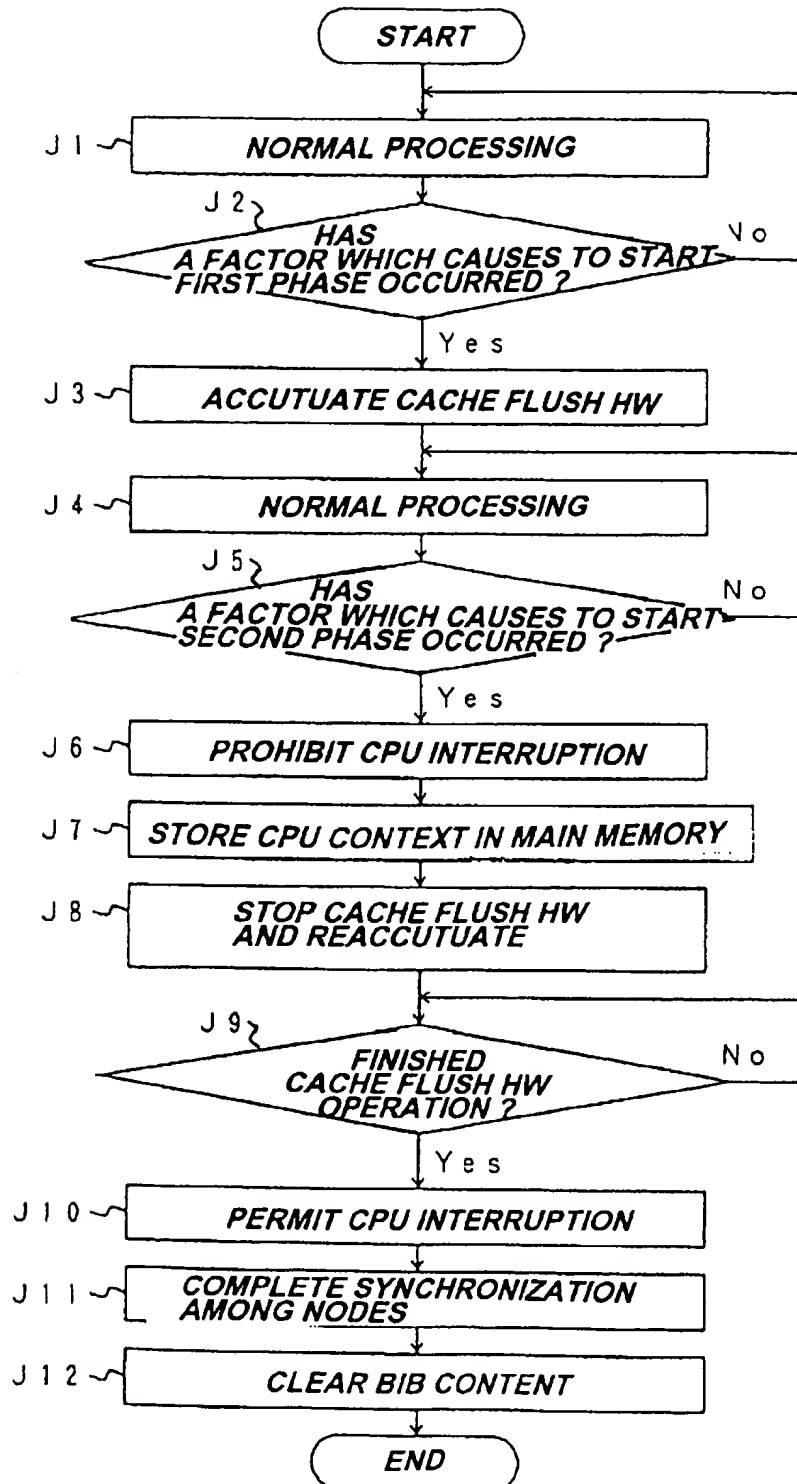 START
J1
NORMAL PROCESSING
J2
HAS
A FACTOR WHICH CAUSES TO START
FIRST PHASE OCCURRED ?
No
Yes
J3
ACCUTUATE CACHE FLUSH HW
J4
NORMAL PROCESSING
J5
HAS
A FACTOR WHICH CAUSES TO START
SECOND PHASE OCCURRED ?
No
Yes
J6
PROHIBIT CPU INTERRUPTION
J7
STORE CPU CONTEXT IN MAIN MEMORY
J8
STOP CACHE FLUSH HW
AND REACCUTUATE
J9
FINISHED
CACHE FLUSH HW
OPERATION ?
No
Yes
J10
PERMIT CPU INTERRUPTION
J11
COMPLETE SYNCHRONIZATION
AMONG NODES
J12
CLEAR BIB CONTENT
END